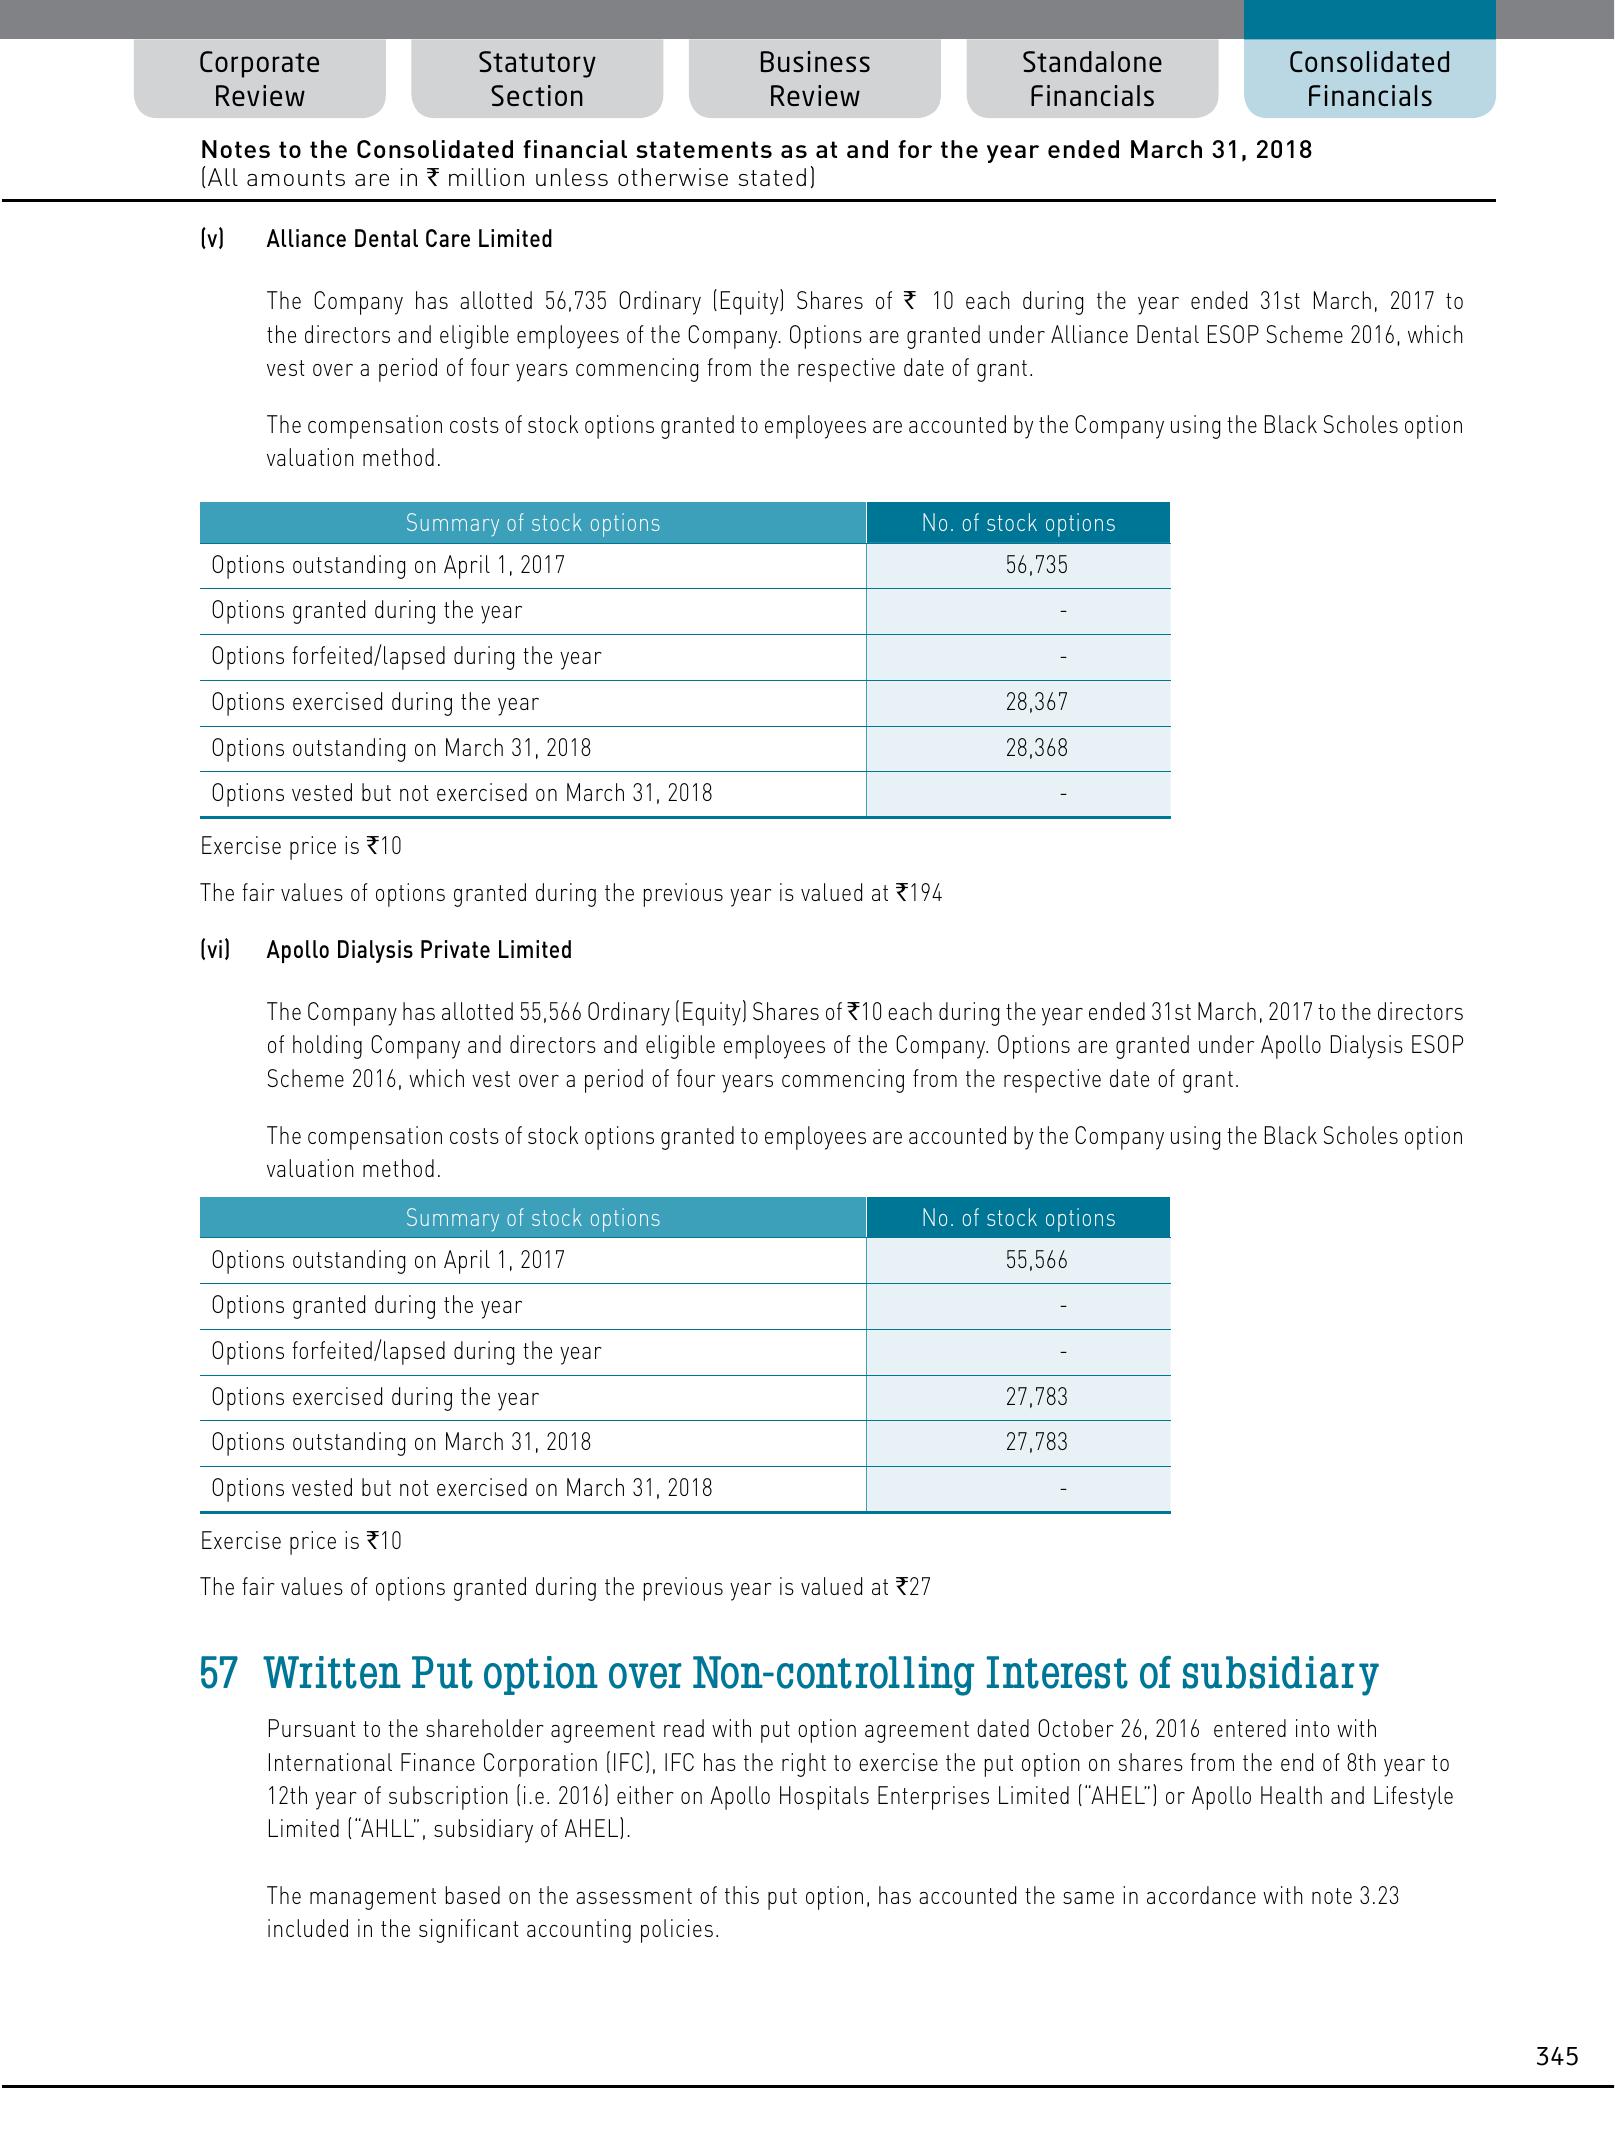 Corporate
Review
Statutory
Section
Business
Review
Standalone
Financials
Consolidated
Financials
Notes to the Consolidated financial statements as at and for the year ended March 31, 2018
(All amounts are in ₹ million unless otherwise stated)
(v) Alliance Dental Care Limited
The Company has allotted 56,735 Ordinary (Equity) Shares of ₹ 10 each during the year ended 31st March, 2017 to
the directors and eligible employees of the Company. Options are granted under Alliance Dental ESOP Scheme 2016, which
vest over a period of four years commencing from the respective date of grant.
The compensation costs of stock options granted to employees are accounted by the Company using the Black Scholes option
valuation method.
Summary of stock options No. of stock options
Options outstanding on April 1, 2017 56,735
Options granted during the year -
Options forfeited/lapsed during the year -
Options exercised during the year 28,367
Options outstanding on March 31, 2018 28,368
Options vested but not exercised on March 31, 2018 -
Exercise price is ₹10
The fair values of options granted during the previous year is valued at ₹194
(vi) Apollo Dialysis Private Limited
The Company has allotted 55,566 Ordinary (Equity) Shares of ₹10 each during the year ended 31st March, 2017 to the directors
of holding Company and directors and eligible employees of the Company. Options are granted under Apollo Dialysis ESOP
Scheme 2016, which vest over a period of four years commencing from the respective date of grant.
The compensation costs of stock options granted to employees are accounted by the Company using the Black Scholes option
valuation method.
Summary of stock options No. of stock options
Options outstanding on April 1, 2017 55,566
Options granted during the year -
Options forfeited/lapsed during the year -
Options exercised during the year 27,783
Options outstanding on March 31, 2018 27,783
Options vested but not exercised on March 31, 2018 -
Exercise price is ₹10
The fair values of options granted during the previous year is valued at ₹27
57 Written Put option over Non-controlling Interest of subsidiary
Pursuant to the shareholder agreement read with put option agreement dated October 26, 2016 entered into with
International Finance Corporation (IFC), IFC has the right to exercise the put option on shares from the end of 8th year to
12th year of subscription (i.e. 2016) either on Apollo Hospitals Enterprises Limited (“AHEL”) or Apollo Health and Lifestyle
Limited (“AHLL”, subsidiary of AHEL).
The management based on the assessment of this put option, has accounted the same in accordance with note 3.23
included in the significant accounting policies.
345